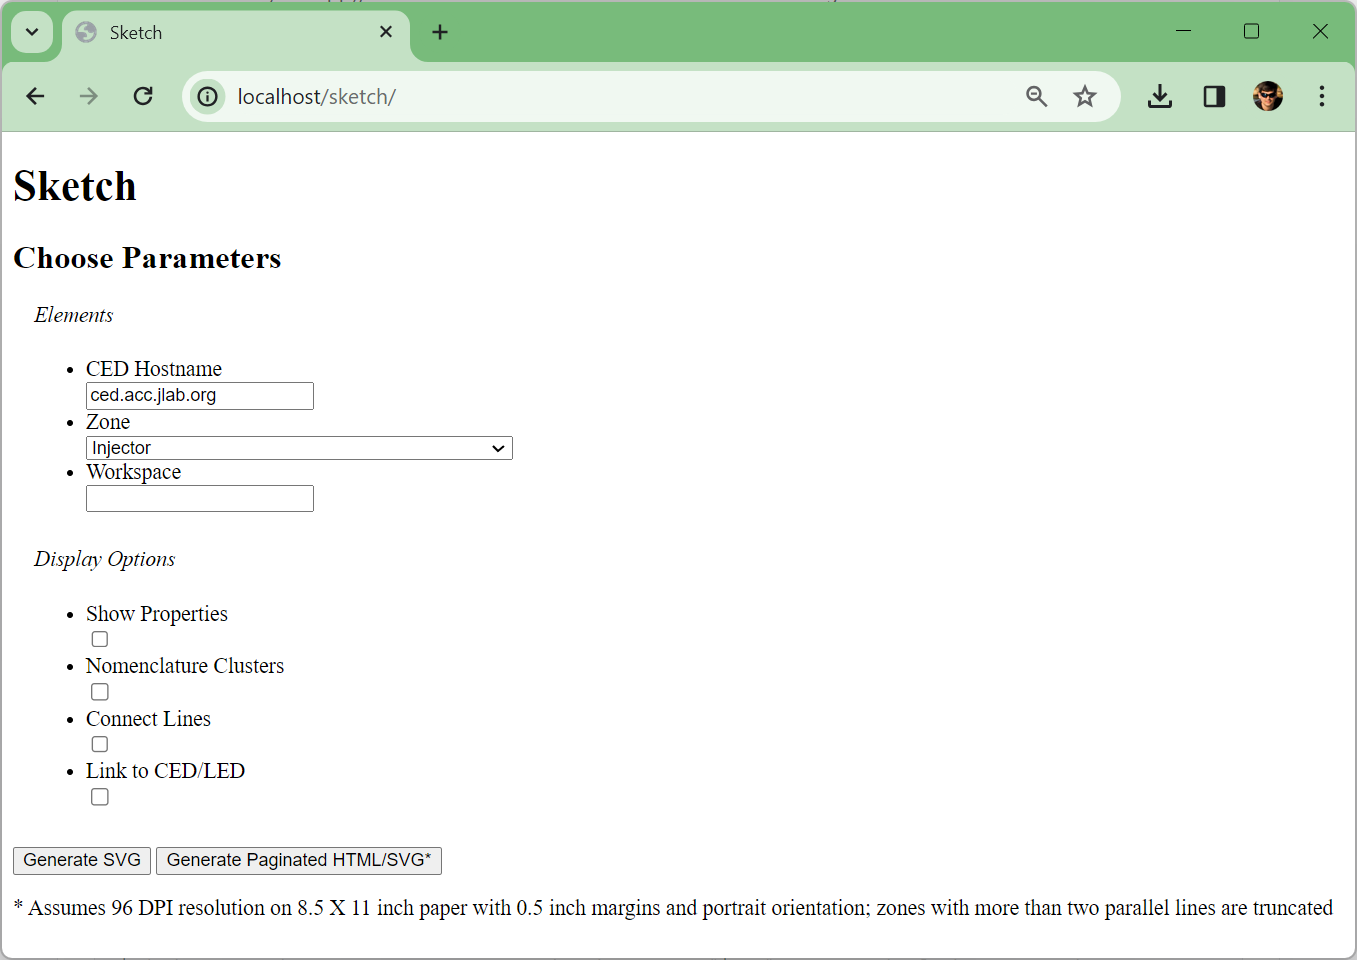 Sketch
localhost/sketch/
Sketch
Choose Parameters
Elements
CED Hostname
ced.acc.jlab.org
Zone
Injector
Workspace
Display Options
Show Properties
Nomenclature Clusters
Connect Lines
Link to CED/LED
Generate SVG Generate Paginated HTML/SVG*
* Assumes 96 DPI resolution on 8.5 X 11 inch paper with 0.5 inch margins and portrait orientation; zones with more than two parallel lines are truncated